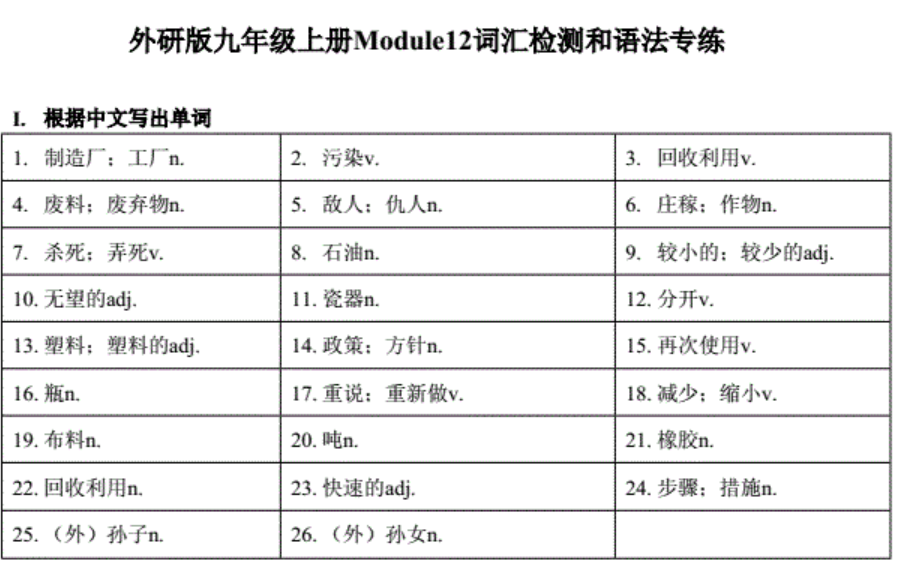 外研版九年级上册Module12词汇检测和语法专练
I. 根据中文写出单词
1. 制造厂；工厂n. 2. 污染v. 3. 回收利用v.
4. 废料；废弃物n. 5. 敌人；仇人n. 6. 庄稼；作物n.
7. 杀死；弄死v. 8. 石油n. 9. 较小的；较少的adj.
10. 无望的adj. 11. 瓷器n. 12. 分开v.
13. 塑料；塑料的adj. 14. 政策；方针n. 15. 再次使用v.
16. 瓶n. 17. 重说；重新做v. 18. 减少；缩小v.
19. 布料n. 20. 吨n. 21. 橡胶n.
22. 回收利用n. 23. 快速的adj. 24. 步骤；措施n.
25.（外）孙子n. 26.（外）孙女n.